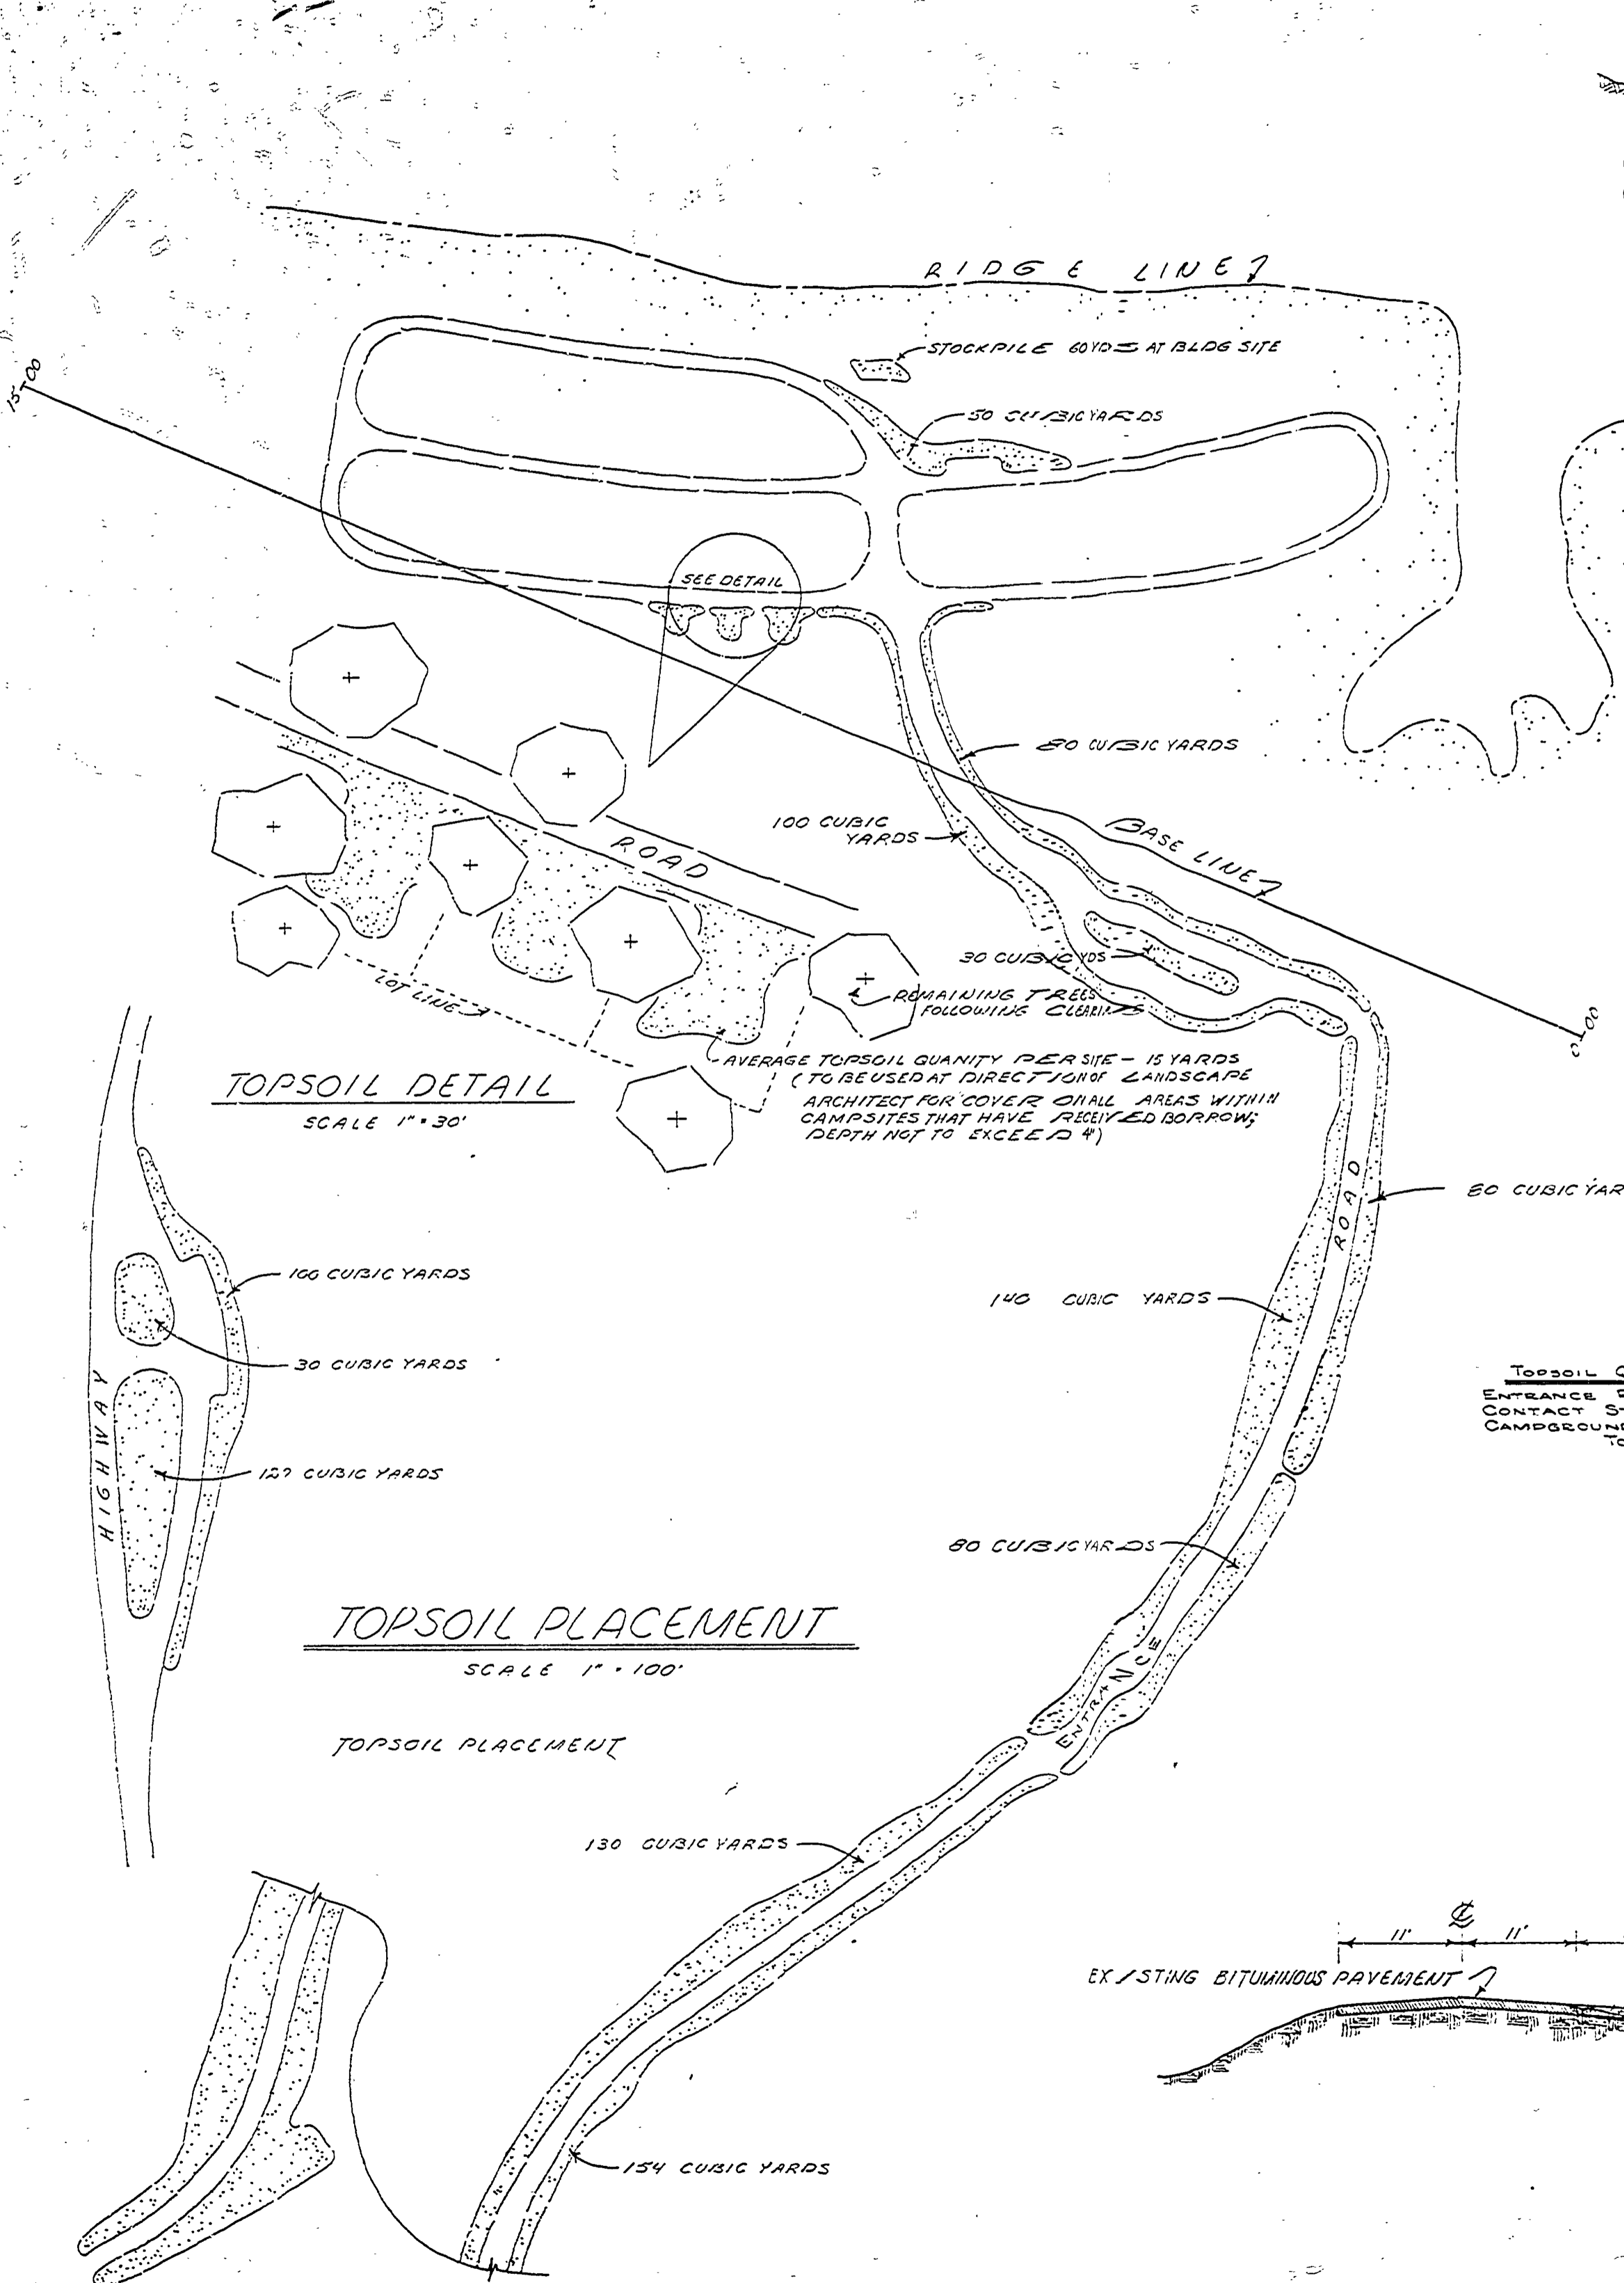 RIDGE LINE
STOCKPILE 60 YDS AT BLDG SITE
15+00
50 CUBIC YARDS
SEE DETAIL
80 CUBIC YARDS
100 CUBIC
YARDS
BASE LINE
ROAD
30 CUBIC YDS
REMAINING TREES
FOLLOWING CLEARING
0+00
LOT LINE
AVERAGE TOPSOIL QUANITY PER SITE - 15 YARDS
(TO BE USED AT DIRECTION OF LANDSCAPE
ARCHITECT FOR COVER ON ALL AREAS WITHIN
CAMPSITES THAT HAVE RECEIVED BORROW;
DEPTH NOT TO EXCEED 4")
TOPSOIL DETAIL
SCALE 1" = 30'
ROAD
CUBIC YAR
100 CUBIC YARDS
140 CUBIC YARDS
30 CUBIC YARDS
TOPSOIL Q
ENTRANCE
CONTACT ST
CAMPGROUN
TO
HIGHWAY
127 CUBIC YARDS
80 CUBIC YARDS
TOPSOIL PLACEMENT
SCALE 1" = 100'
ENTRANCE
TOPSOIL PLACEMENT
130 CUBIC YARDS
℄
11' 11'
EXISTING BITUMINOUS PAVEMENT
154 CUBIC YARDS